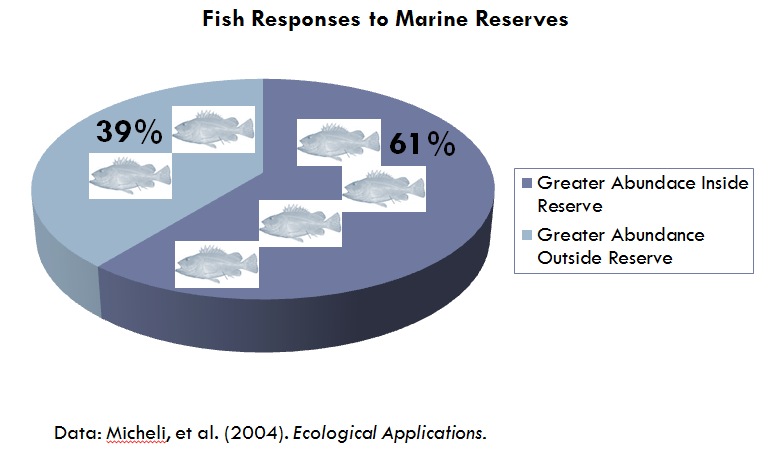 Fish Responses to Marine Reserves
39%
61%
Greater Abundace Inside
Reserve
Greater Abundance
Outside Reserve
Data: Micheli, et al. (2004). Ecological Applications.